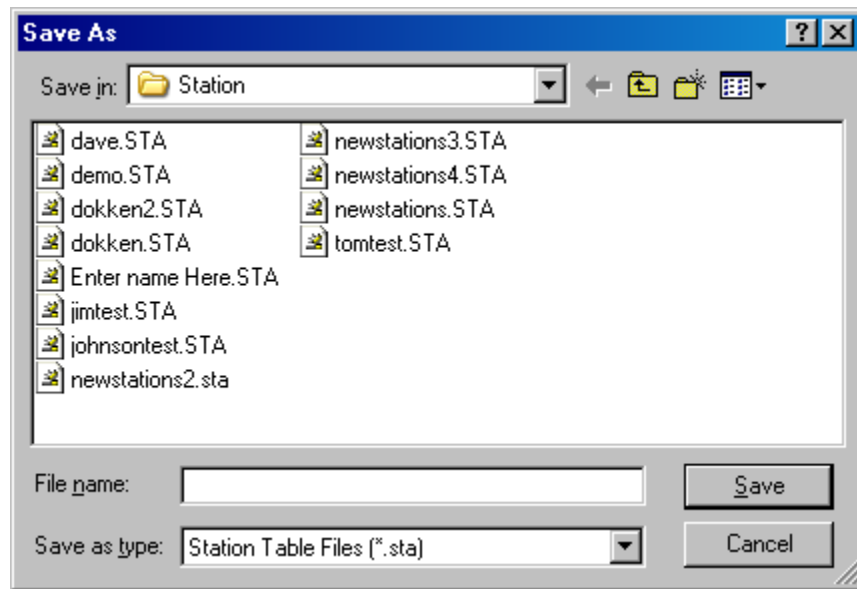 Save As
Save in: Station
dave.STA
demo.STA
dokken2.STA
dokken.STA
Enter name Here.STA
jimtest.STA
johnsontest.STA
newstations2.sta
newstations3.STA
newstations4.STA
newstations.STA
tomtest.STA
File name:
Save
Save as type: Station Table Files (*.sta)
Cancel